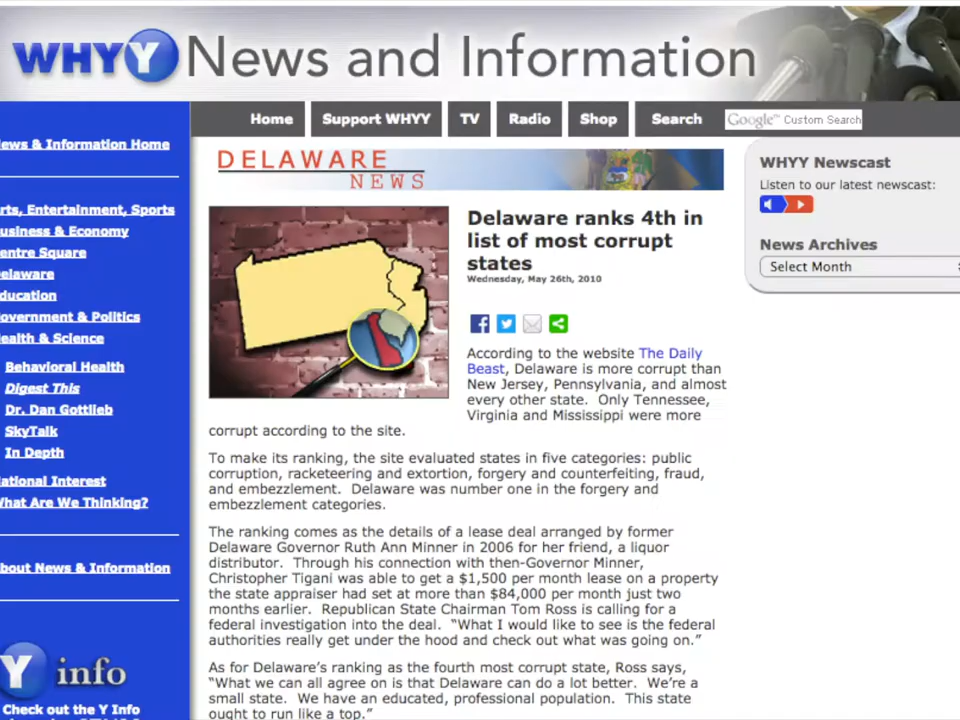 WHYY News and Information
Home
Support WHYY
TV
Radio
Shop
Search
Google™ Custom Search
ews & Information Home
rts, Entertainment, Sports
usiness & Economy
entre Square
elaware
ducation
overnment & Politics
ealth & Science
Behavioral Health
Digest This
Dr. Dan Gottlieb
SkyTalk
In Depth
ational Interest
hat Are We Thinking?
bout News & Information
Y info
Check out the Y Info
DELAWARE
NEWS
Delaware ranks 4th in
list of most corrupt
states
Wednesday, May 26th, 2010
According to the website The Daily
Beast, Delaware is more corrupt than
New Jersey, Pennsylvania, and almost
every other state. Only Tennessee,
Virginia and Mississippi were more
corrupt according to the site.
To make its ranking, the site evaluated states in five categories: public
corruption, racketeering and extortion, forgery and counterfeiting, fraud,
and embezzlement. Delaware was number one in the forgery and
embezzlement categories.
The ranking comes as the details of a lease deal arranged by former
Delaware Governor Ruth Ann Minner in 2006 for her friend, a liquor
distributor. Through his connection with then-Governor Minner,
Christopher Tigani was able to get a $1,500 per month lease on a property
the state appraiser had set at more than $84,000 per month just two
months earlier. Republican State Chairman Tom Ross is calling for a
federal investigation into the deal. “What I would like to see is the federal
authorities really get under the hood and check out what was going on.”
As for Delaware’s ranking as the fourth most corrupt state, Ross says,
“What we can all agree on is that Delaware can do a lot better. We’re a
small state. We have an educated, professional population. This state
ought to run like a top.”
WHYY Newscast
Listen to our latest newscast:
News Archives
Select Month